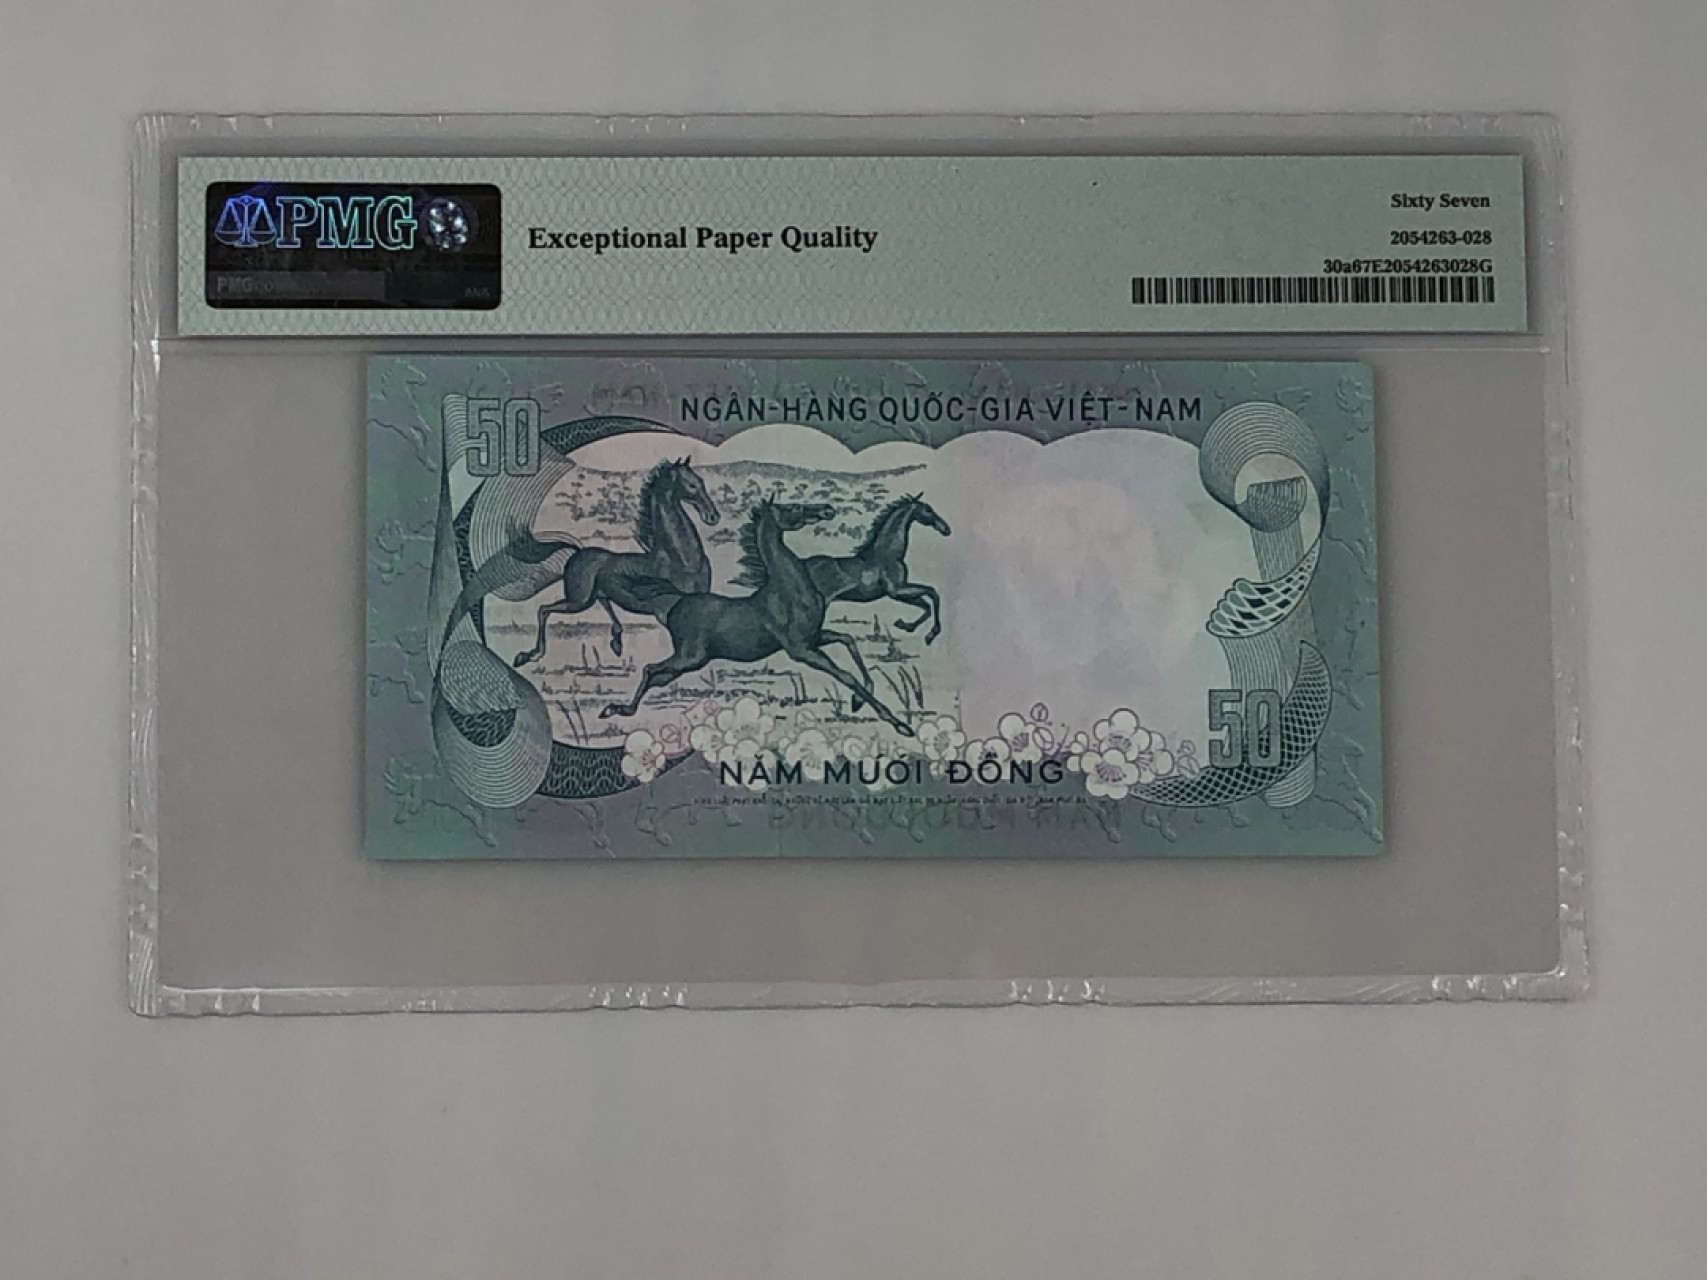 PMG
PMG
Exceptional Paper Quality
Sixty Seven
2054263-028
30a67E2054263028G
50
NGÂN-HÀNG QUỐC-GIA VIỆT-NAM
50
NĂM MƯƠI ĐỒNG